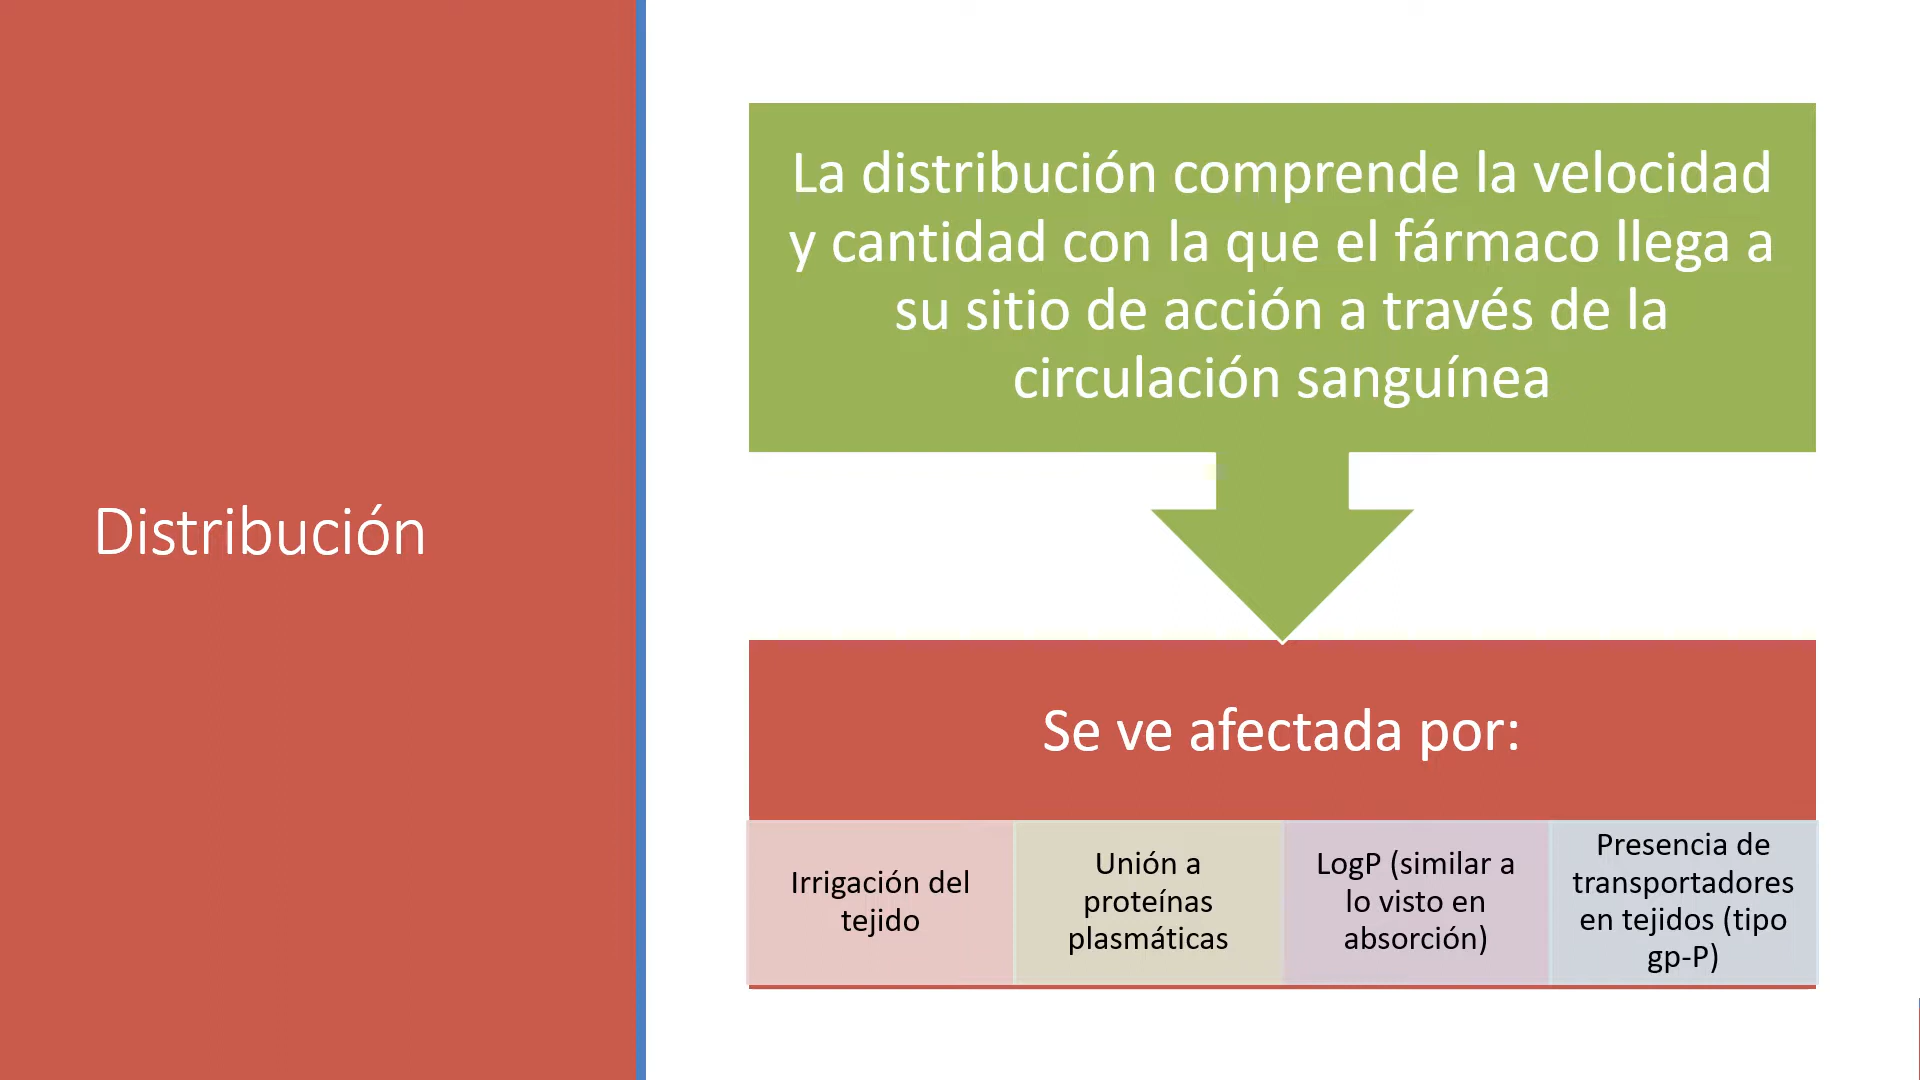 Distribución
La distribución comprende la velocidad
y cantidad con la que el fármaco llega a
su sitio de acción a través de la
circulación sanguínea
Se ve afectada por:
Irrigación del
tejido
Unión a
proteínas
plasmáticas
LogP (similar a
lo visto en
absorción)
Presencia de
transportadores
en tejidos (tipo
gp-P)